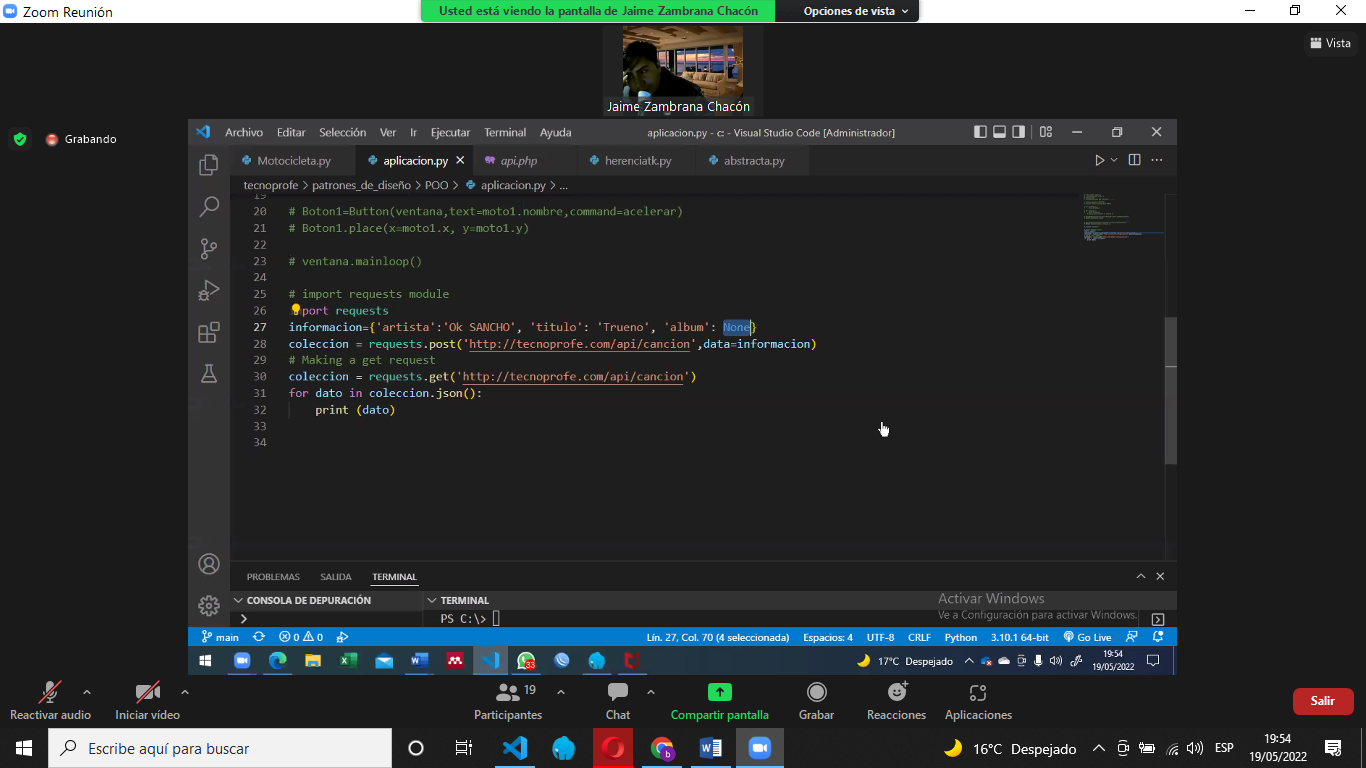 Zoom Reunión
Usted está viendo la pantalla de Jaime Zambrana Chacón
Opciones de vista
Vista
Jaime Zambrana Chacón
Grabando
Archivo Editar Selección Ver Ir Ejecutar Terminal Ayuda
aplicacion.py - c: - Visual Studio Code [Administrador]
Motocicleta.py aplicacion.py api.php herenciatk.py abstracta.py
tecnoprofe > patrones_de_diseño > POO > aplicacion.py > ...
19
20 # Boton1=Button(ventana,text=moto1.nombre,command=acelerar)
21 # Boton1.place(x=moto1.x, y=moto1.y)
22
23 # ventana.mainloop()
24
25 # import requests module
26 port requests
27 informacion={'artista':'Ok SANCHO', 'titulo': 'Trueno', 'album': None}
28 coleccion = requests.post('http://tecnoprofe.com/api/cancion',data=informacion)
29 # Making a get request
30 coleccion = requests.get('http://tecnoprofe.com/api/cancion')
31 for dato in coleccion.json():
32 print (dato)
33
34
PROBLEMAS SALIDA TERMINAL
CONSOLA DE DEPURACIÓN
TERMINAL
PS C:\>
Activar Windows
Ve a Configuración para activar Windows.
main 0 0 Lín. 27, Col. 70 (4 seleccionada) Espacios: 4 UTF-8 CRLF Python 3.10.1 64-bit Go Live
33
17°C Despejado
19:54
19/05/2022
Reactivar audio
Iniciar vídeo
19
Participantes
Chat
Compartir pantalla
Grabar
Reacciones
Aplicaciones
Salir
Escribe aquí para buscar
16°C Despejado
ESP
19:54
19/05/2022